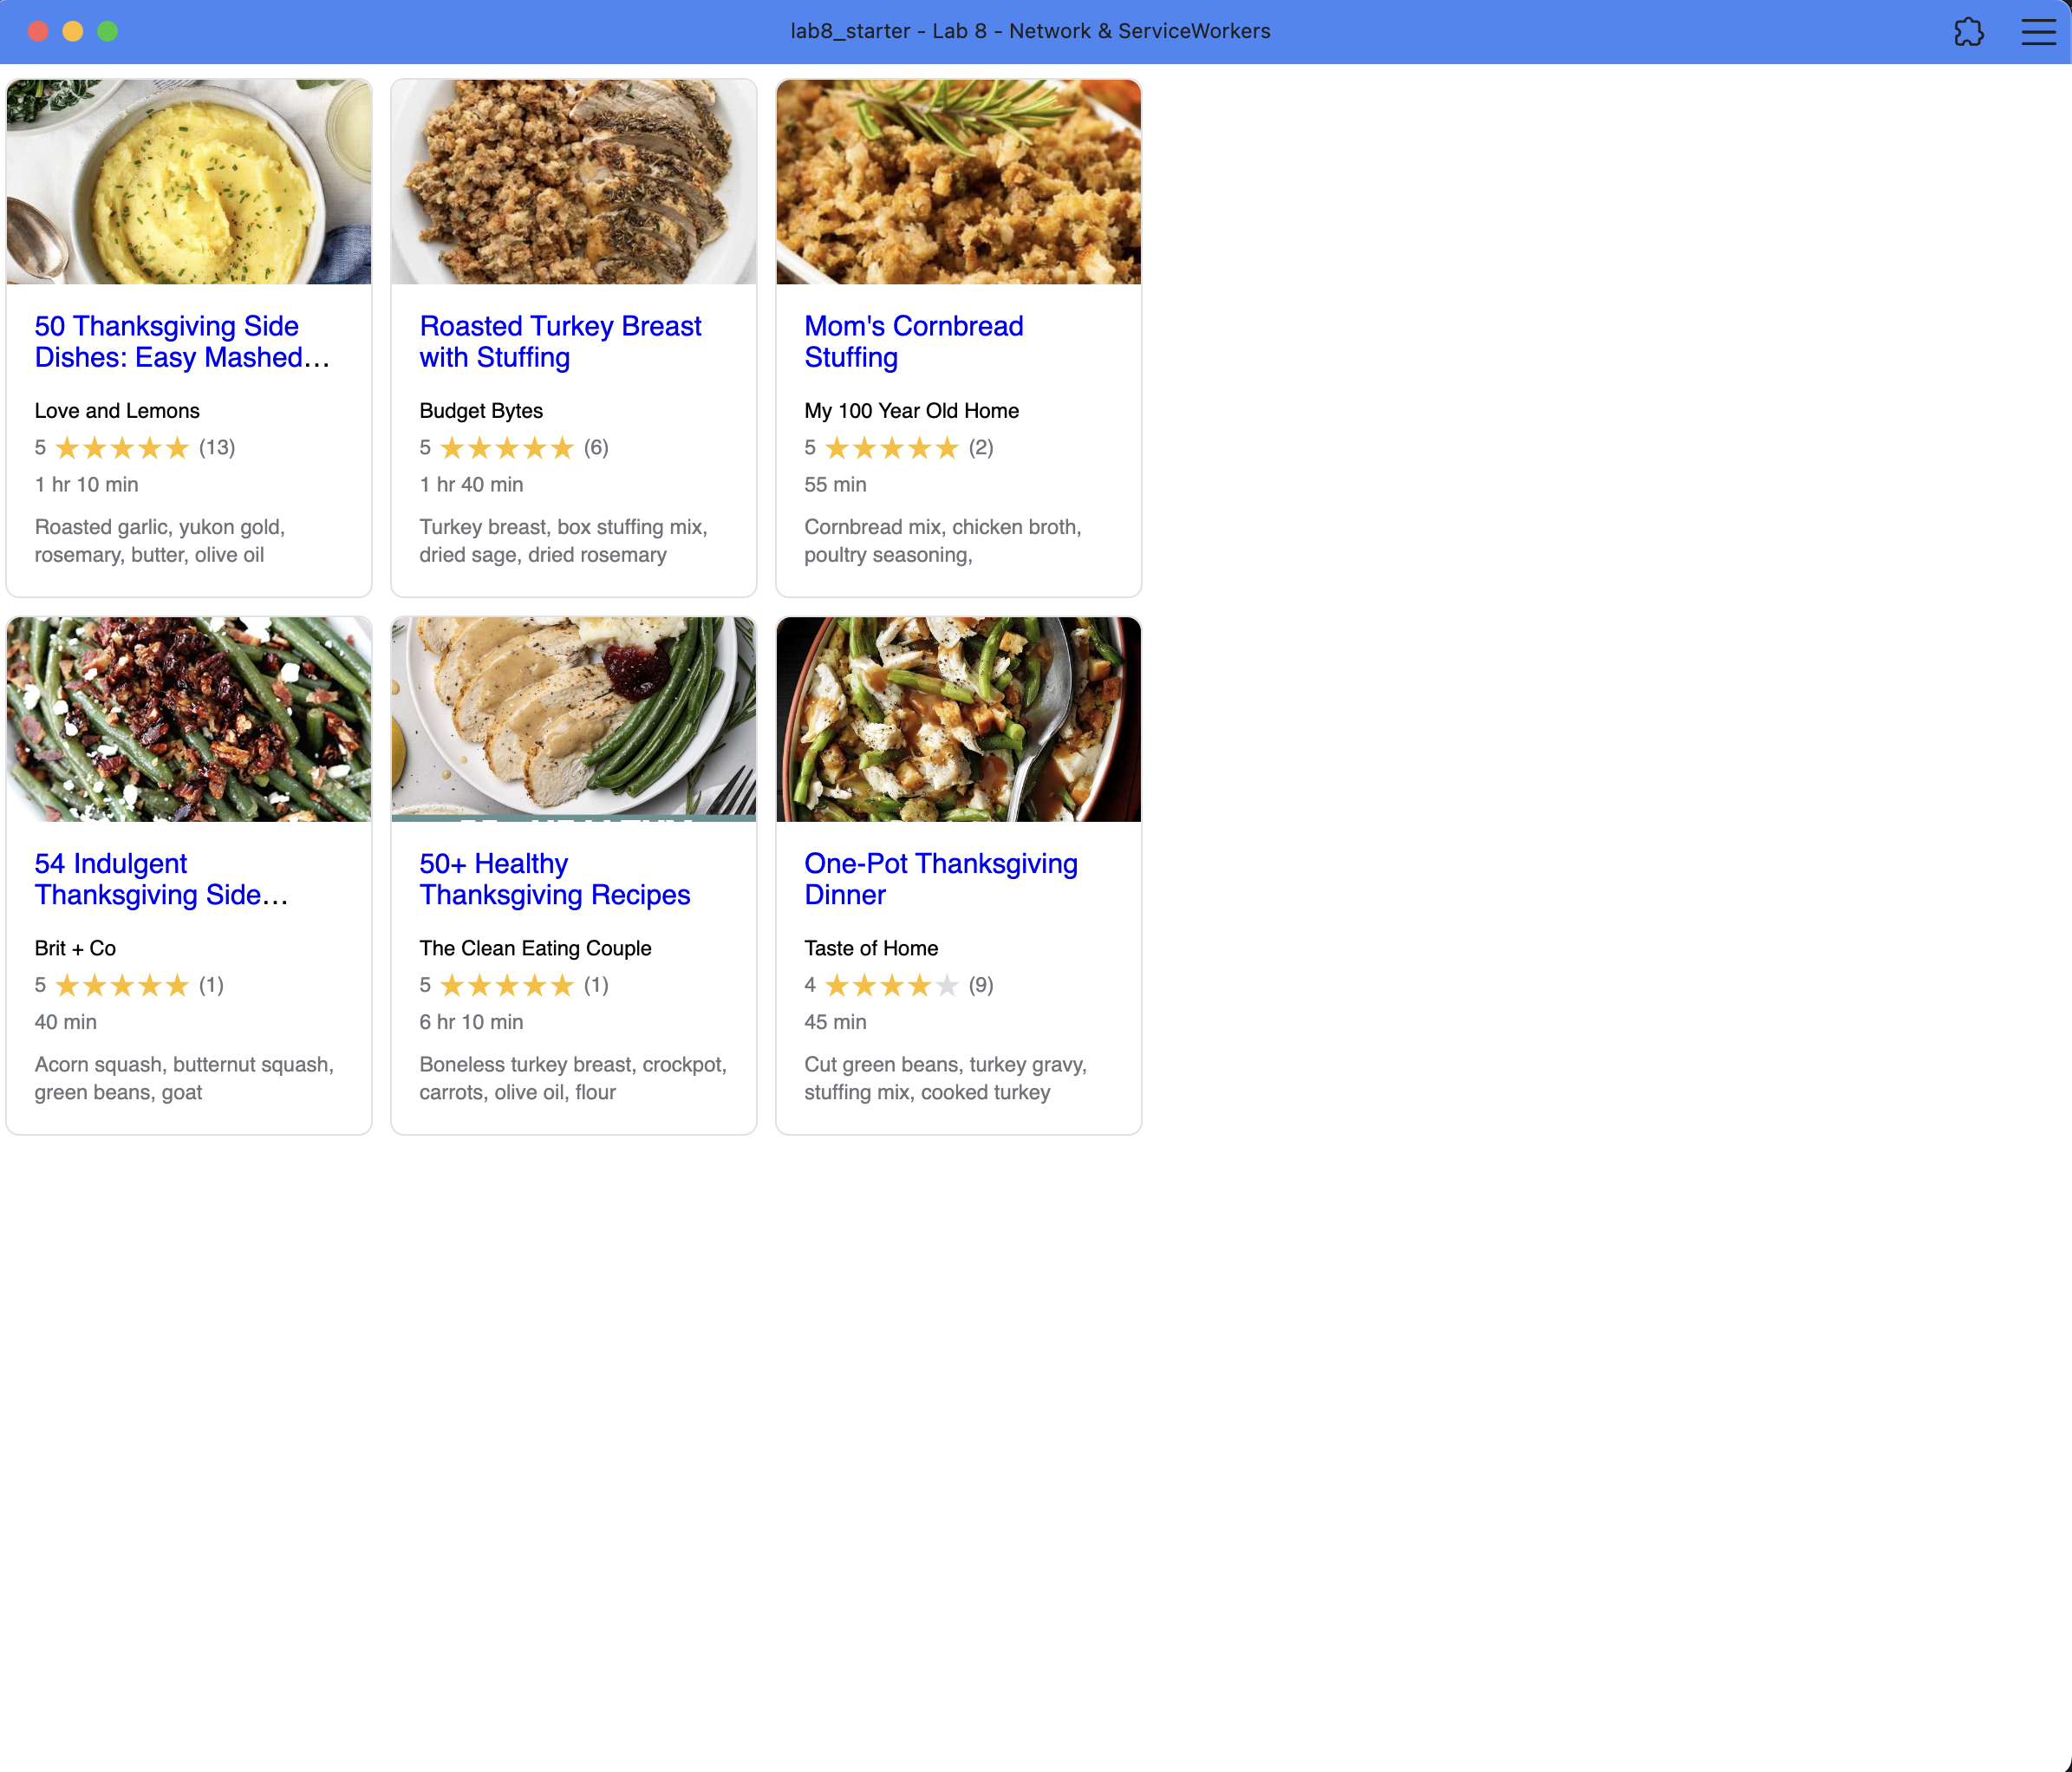 lab8_starter - Lab 8 - Network & ServiceWorkers
50 Thanksgiving Side
Dishes: Easy Mashed…
Love and Lemons
5 ★★★★★ (13)
1 hr 10 min
Roasted garlic, yukon gold,
rosemary, butter, olive oil
Roasted Turkey Breast
with Stuffing
Budget Bytes
5 ★★★★★ (6)
1 hr 40 min
Turkey breast, box stuffing mix,
dried sage, dried rosemary
Mom's Cornbread
Stuffing
My 100 Year Old Home
5 ★★★★★ (2)
55 min
Cornbread mix, chicken broth,
poultry seasoning,
54 Indulgent
Thanksgiving Side…
Brit + Co
5 ★★★★★ (1)
40 min
Acorn squash, butternut squash,
green beans, goat
50+ Healthy
Thanksgiving Recipes
The Clean Eating Couple
5 ★★★★★ (1)
6 hr 10 min
Boneless turkey breast, crockpot,
carrots, olive oil, flour
One-Pot Thanksgiving
Dinner
Taste of Home
4 ★★★★★ (9)
45 min
Cut green beans, turkey gravy,
stuffing mix, cooked turkey